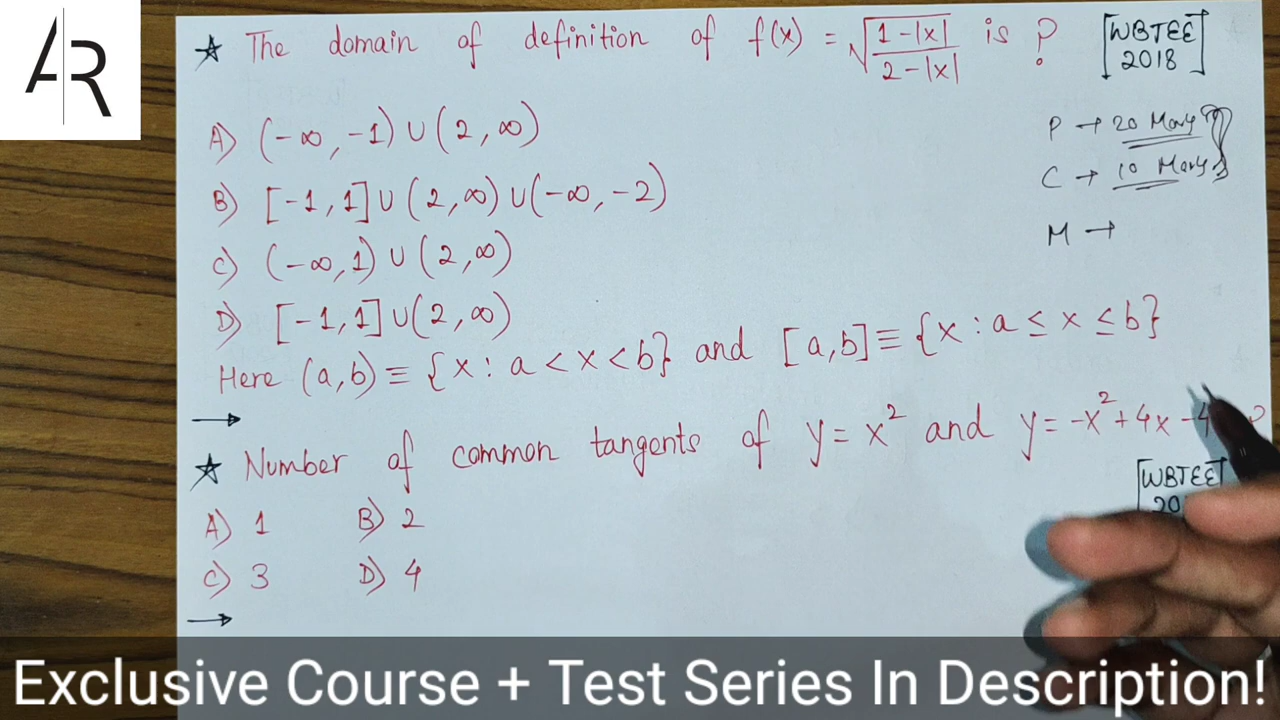 AR
☆ The domain of definition of f(x) = √((1-|x|)/(2-|x|)) is ?
[WBJEE 2018]
P → 20 Marks
C → 10 Marks
M →
A) (-∞, -1) ∪ (2, ∞)
B) [-1, 1] ∪ (2, ∞) ∪ (-∞, -2)
C) (-∞, 1) ∪ (2, ∞)
D) [-1, 1] ∪ (2, ∞)
Here (a, b) ≡ {x : a < x < b} and [a, b] ≡ {x : a ≤ x ≤ b}
→
☆ Number of common tangents of y = x² and y = -x² + 4x - 4 ?
[WBJEE
A) 1 B) 2
C) 3 D) 4
→
Exclusive Course + Test Series In Description!